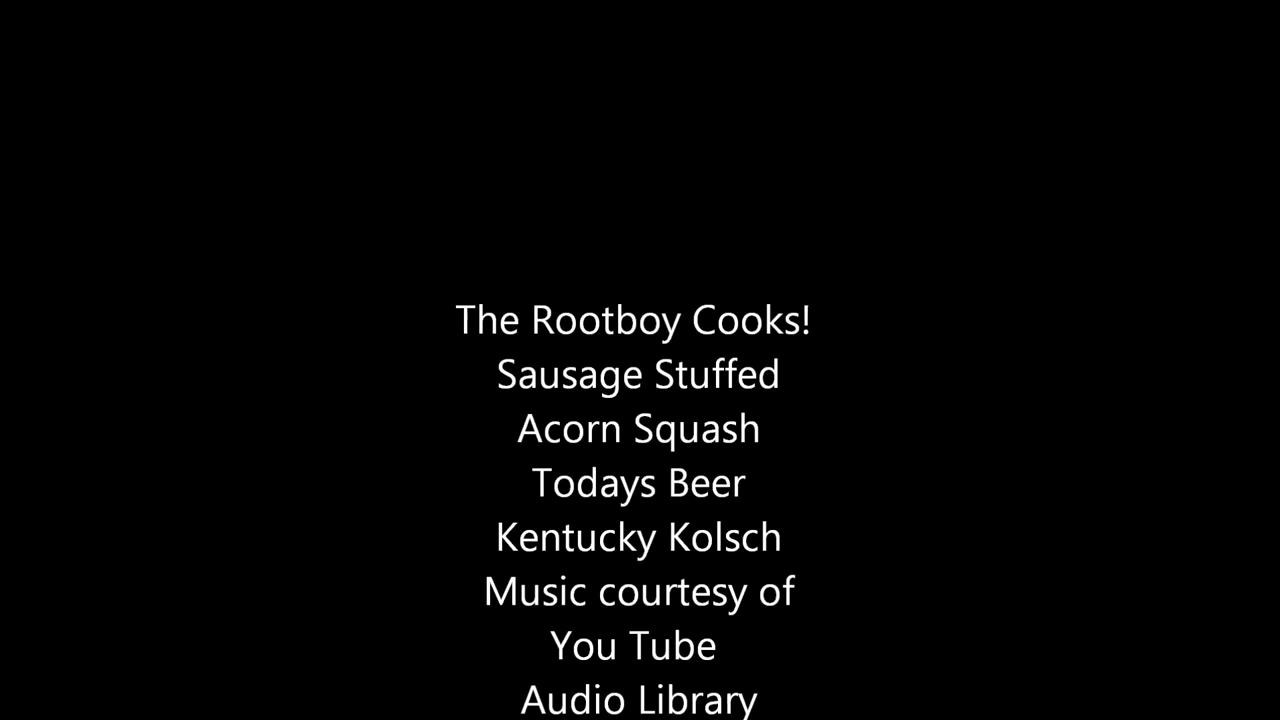 The Rootboy Cooks!
Sausage Stuffed
Acorn Squash
Todays Beer
Kentucky Kolsch
Music courtesy of
You Tube
Audio Library